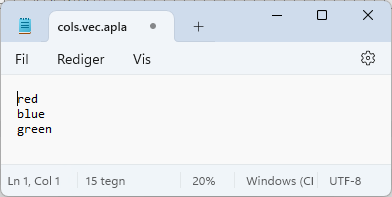 cols.vec.apla
Fil Rediger Vis
red
blue
green
Ln 1, Col 1 15 tegn 20% Windows (CI UTF-8